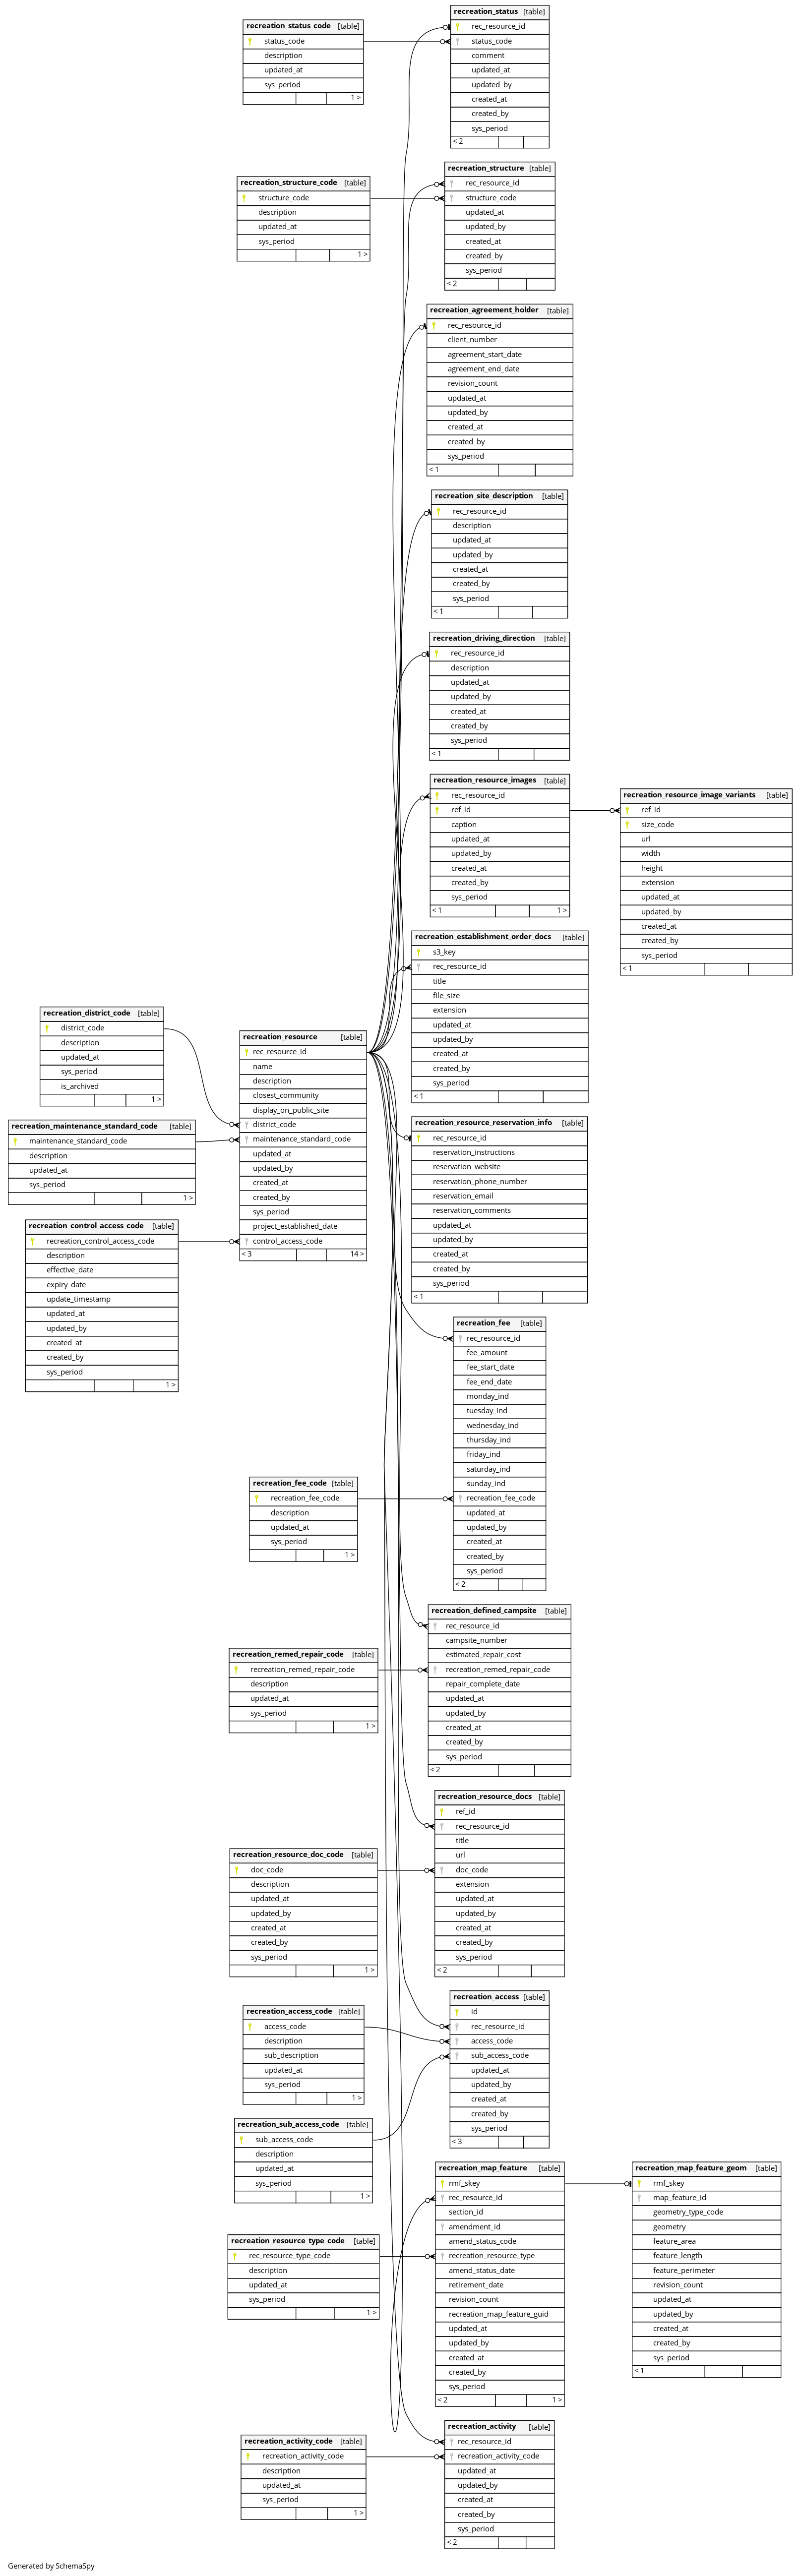 recreation_status [table]
rec_resource_id
status_code
comment
updated_at
updated_by
created_at
created_by
sys_period
< 2
recreation_status_code [table]
status_code
description
updated_at
sys_period
1 >
recreation_structure [table]
rec_resource_id
structure_code
updated_at
updated_by
created_at
created_by
sys_period
< 2
recreation_structure_code [table]
structure_code
description
updated_at
sys_period
1 >
recreation_agreement_holder [table]
rec_resource_id
client_number
agreement_start_date
agreement_end_date
revision_count
updated_at
updated_by
created_at
created_by
sys_period
< 1
recreation_site_description [table]
rec_resource_id
description
updated_at
updated_by
created_at
created_by
sys_period
< 1
recreation_driving_direction [table]
rec_resource_id
description
updated_at
updated_by
created_at
created_by
sys_period
< 1
recreation_resource_images [table]
rec_resource_id
ref_id
caption
updated_at
updated_by
created_at
created_by
sys_period
< 1 1 >
recreation_resource_image_variants [table]
ref_id
size_code
url
width
height
extension
updated_at
updated_by
created_at
created_by
sys_period
< 1
recreation_establishment_order_docs [table]
s3_key
rec_resource_id
title
file_size
extension
updated_at
updated_by
created_at
created_by
sys_period
< 1
recreation_district_code [table]
district_code
description
updated_at
sys_period
is_archived
1 >
recreation_resource [table]
rec_resource_id
name
description
closest_community
display_on_public_site
district_code
maintenance_standard_code
updated_at
updated_by
created_at
created_by
sys_period
project_established_date
control_access_code
< 3 14 >
recreation_maintenance_standard_code [table]
maintenance_standard_code
description
updated_at
sys_period
1 >
recreation_resource_reservation_info [table]
rec_resource_id
reservation_instructions
reservation_website
reservation_phone_number
reservation_email
reservation_comments
updated_at
updated_by
created_at
created_by
sys_period
< 1
recreation_control_access_code [table]
recreation_control_access_code
description
effective_date
expiry_date
update_timestamp
updated_at
updated_by
created_at
created_by
sys_period
1 >
recreation_fee [table]
rec_resource_id
fee_amount
fee_start_date
fee_end_date
monday_ind
tuesday_ind
wednesday_ind
thursday_ind
friday_ind
saturday_ind
sunday_ind
recreation_fee_code
updated_at
updated_by
created_at
created_by
sys_period
< 2
recreation_fee_code [table]
recreation_fee_code
description
updated_at
sys_period
1 >
recreation_defined_campsite [table]
rec_resource_id
campsite_number
estimated_repair_cost
recreation_remed_repair_code
repair_complete_date
updated_at
updated_by
created_at
created_by
sys_period
< 2
recreation_remed_repair_code [table]
recreation_remed_repair_code
description
updated_at
sys_period
1 >
recreation_resource_docs [table]
ref_id
rec_resource_id
title
url
doc_code
extension
updated_at
updated_by
created_at
created_by
sys_period
< 2
recreation_resource_doc_code [table]
doc_code
description
updated_at
updated_by
created_at
created_by
sys_period
1 >
recreation_access [table]
id
rec_resource_id
access_code
sub_access_code
updated_at
updated_by
created_at
created_by
sys_period
< 3
recreation_access_code [table]
access_code
description
sub_description
updated_at
sys_period
1 >
recreation_sub_access_code [table]
sub_access_code
description
updated_at
sys_period
1 >
recreation_map_feature [table]
rmf_skey
rec_resource_id
section_id
amendment_id
amend_status_code
recreation_resource_type
amend_status_date
retirement_date
revision_count
recreation_map_feature_guid
updated_at
updated_by
created_at
created_by
sys_period
< 2 1 >
recreation_map_feature_geom [table]
rmf_skey
map_feature_id
geometry_type_code
geometry
feature_area
feature_length
feature_perimeter
revision_count
updated_at
updated_by
created_at
created_by
sys_period
< 1
recreation_resource_type_code [table]
rec_resource_type_code
description
updated_at
sys_period
1 >
recreation_activity [table]
rec_resource_id
recreation_activity_code
updated_at
updated_by
created_at
created_by
sys_period
< 2
recreation_activity_code [table]
recreation_activity_code
description
updated_at
sys_period
1 >
Generated by SchemaSpy